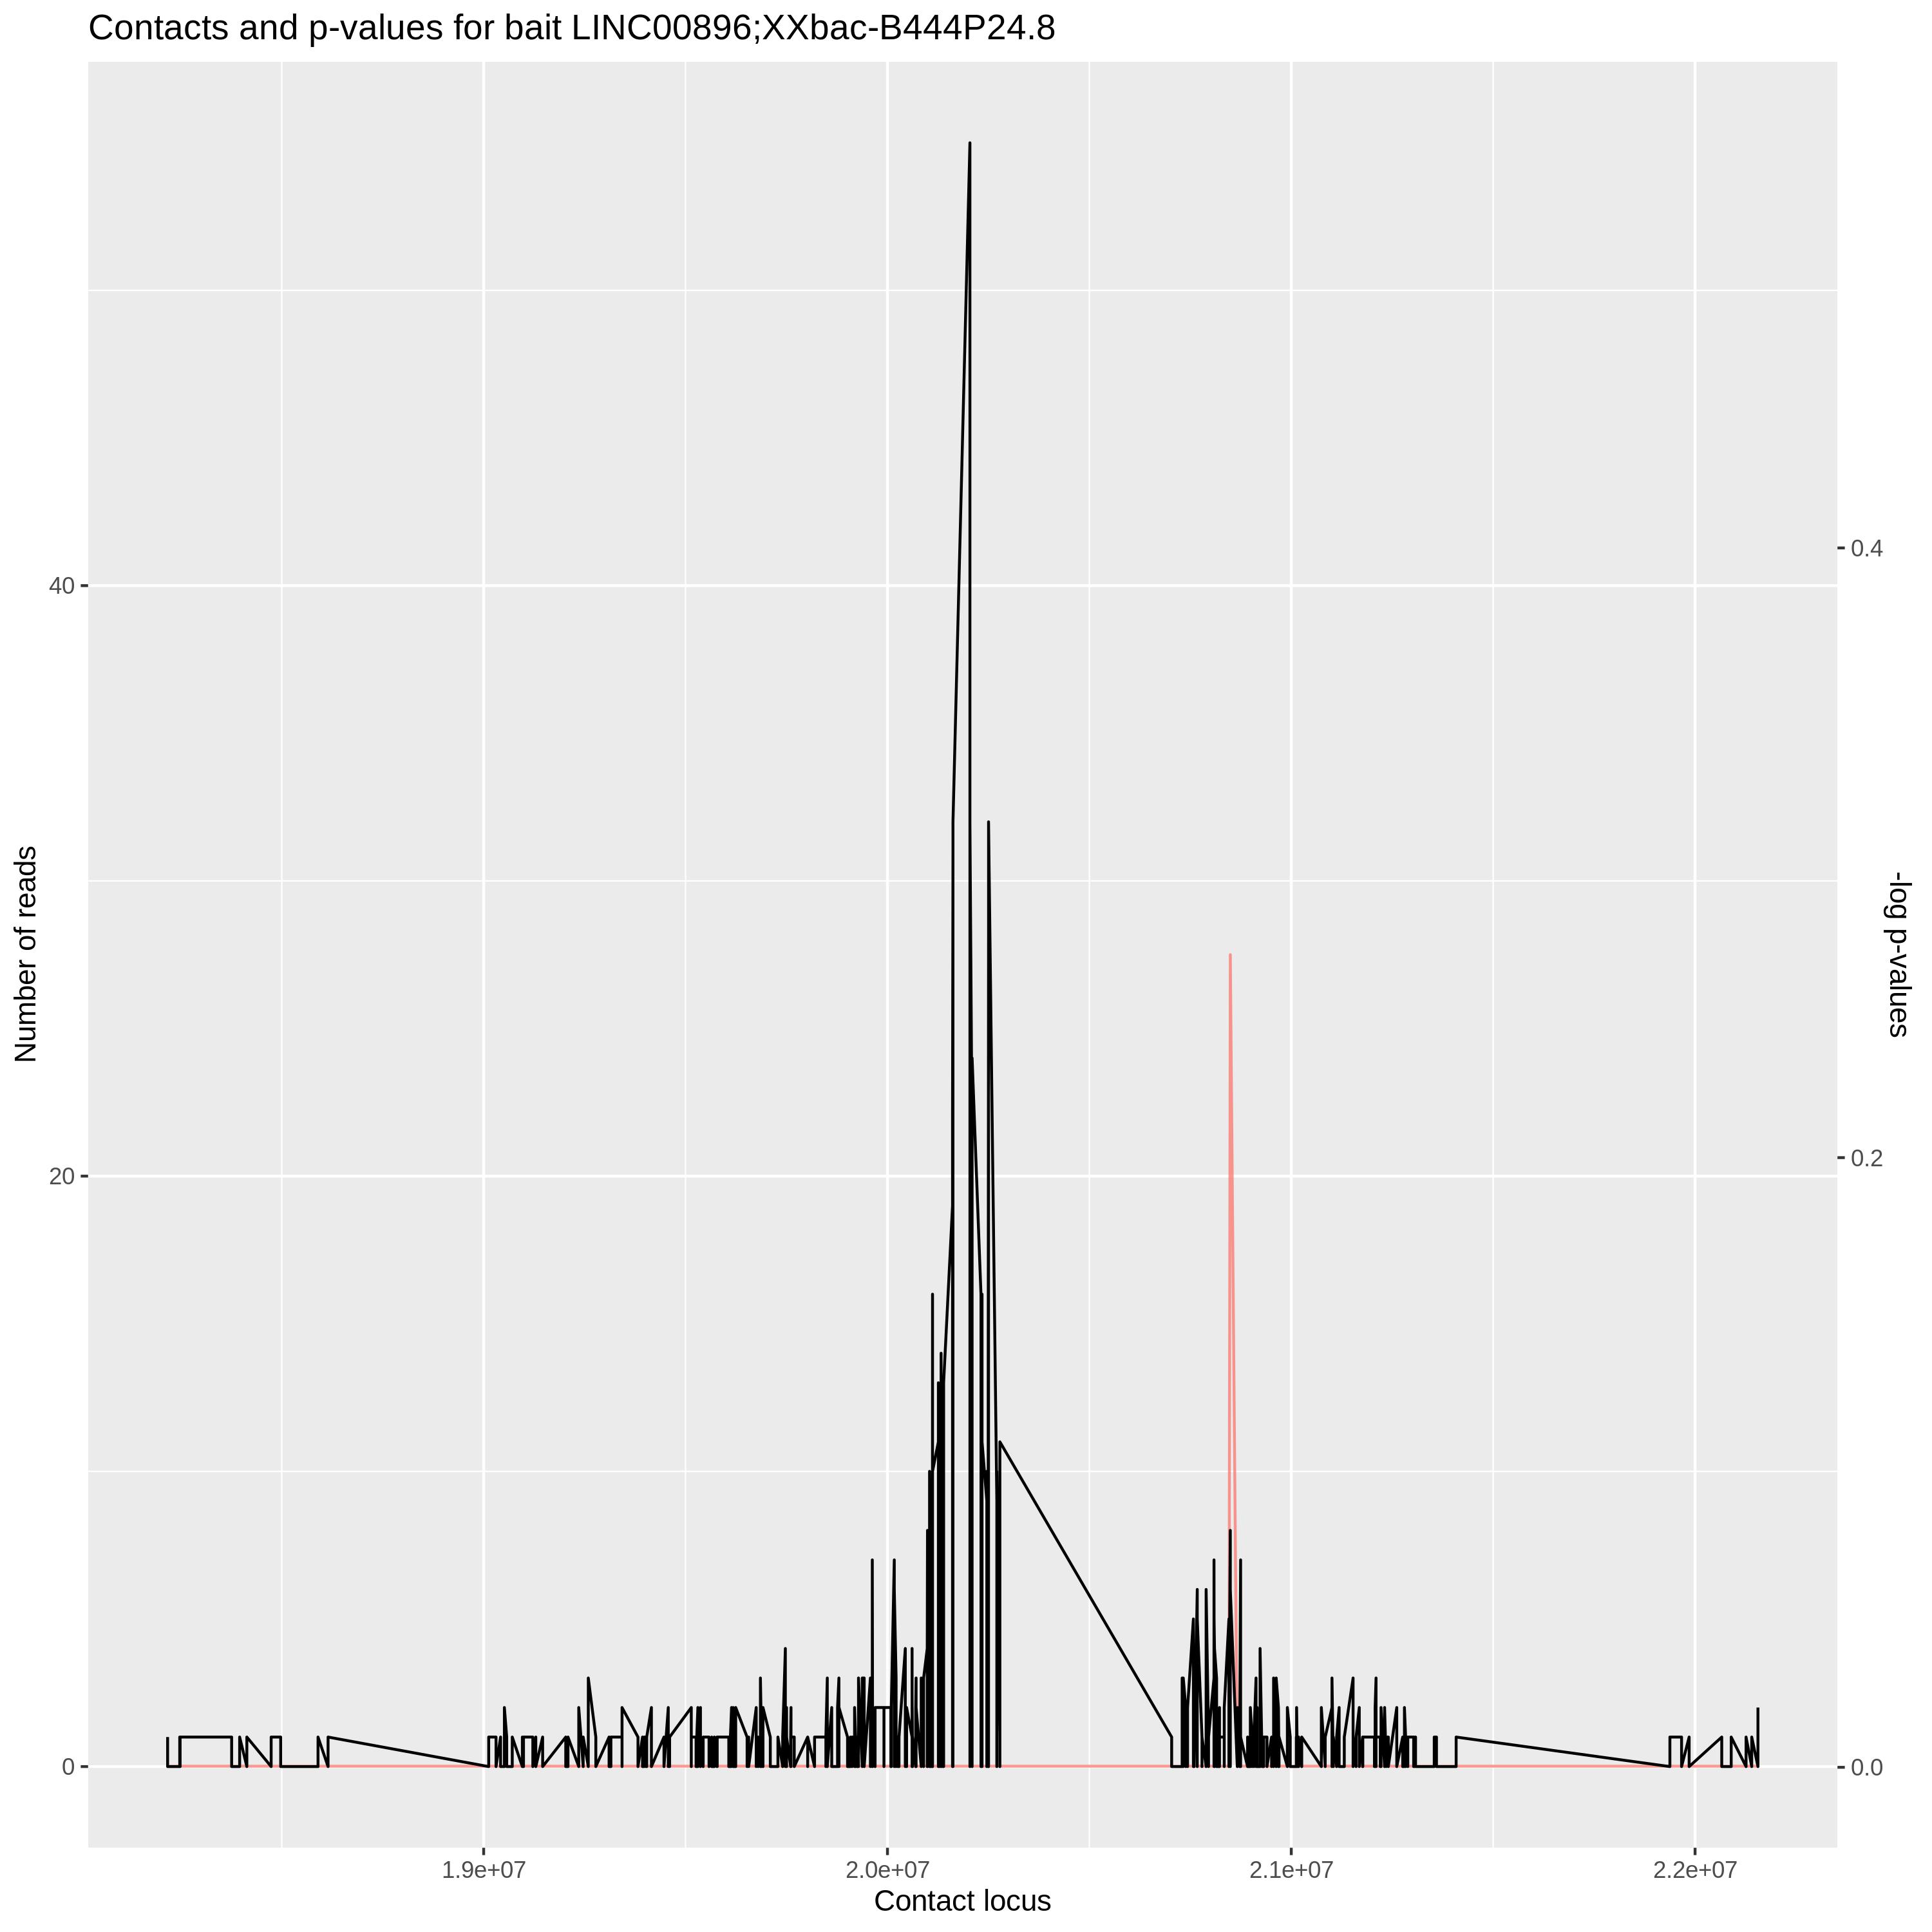 Contacts and p-values for bait LINC00896;XXbac-B444P24.8
Number of reads
40
20
0
0.4
0.2
0.0
-log p-values
1.9e+07
2.0e+07
2.1e+07
2.2e+07
Contact locus